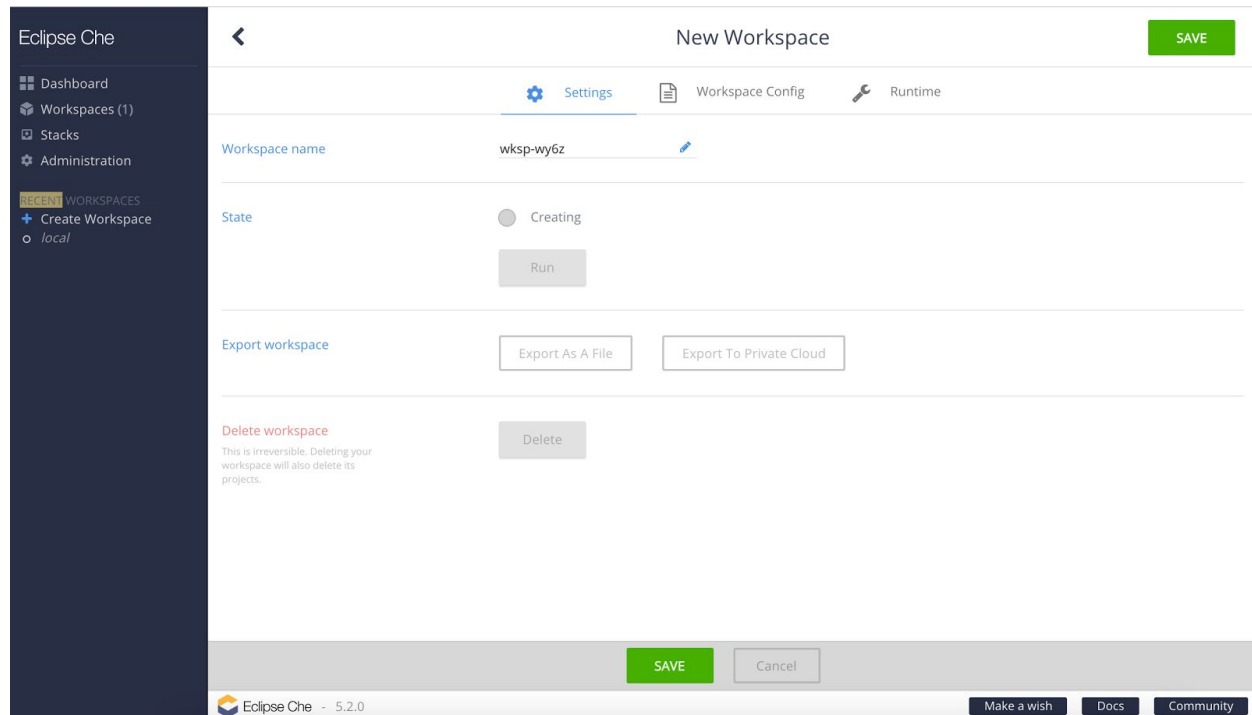 Eclipse Che
Dashboard
Workspaces (1)
Stacks
Administration
RECENT WORKSPACES
Create Workspace
local
New Workspace
SAVE
Settings
Workspace Config
Runtime
Workspace name
wksp-wy6z
State
Creating
Run
Export workspace
Export As A File
Export To Private Cloud
Delete workspace
This is irreversible. Deleting your
workspace will also delete its
projects.
Delete
SAVE
Cancel
Eclipse Che - 5.2.0
Make a wish
Docs
Community